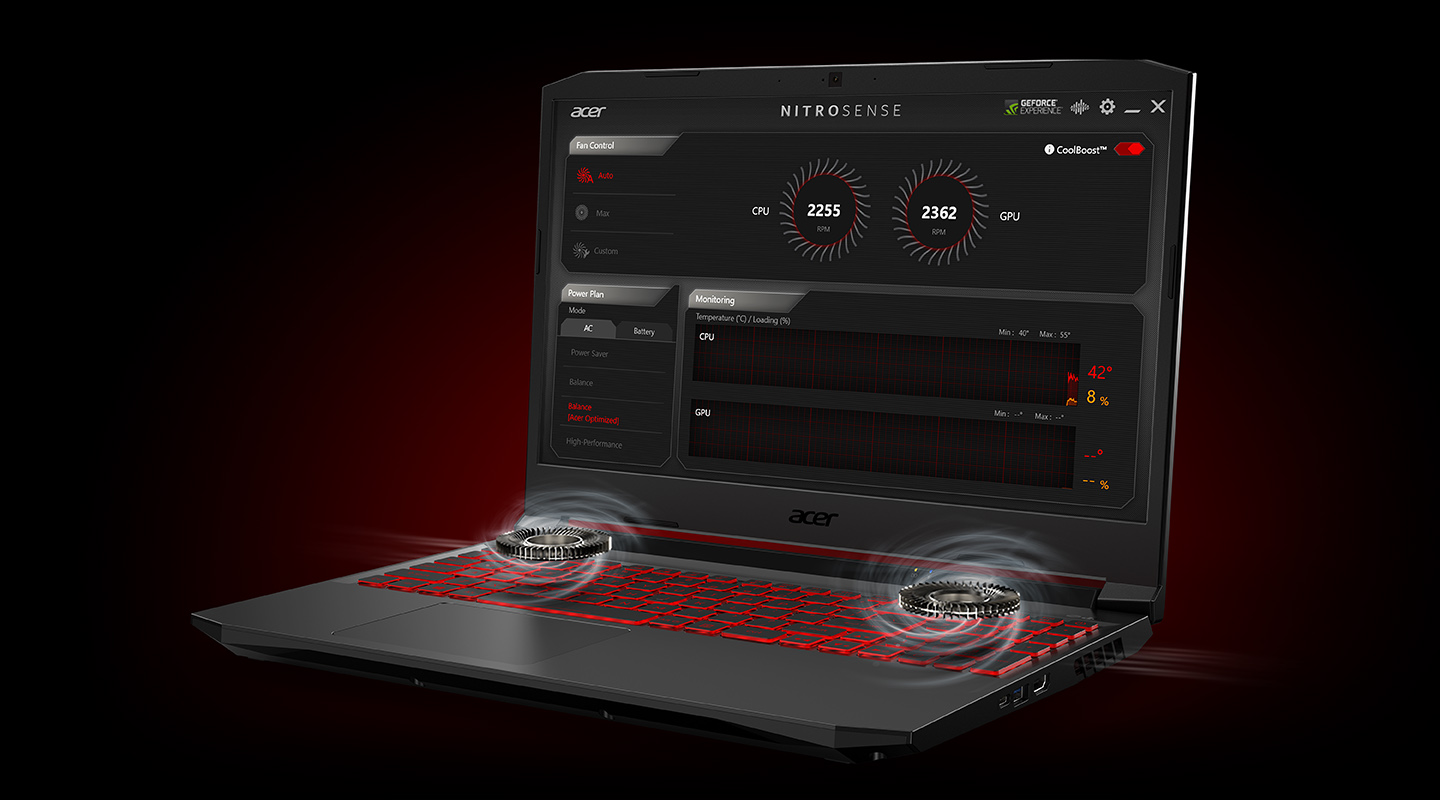 acer
NITROSENSE
GEFORCE
EXPERIENCE
Fan Control
CoolBoost™
Auto
Max
Custom
CPU
2255
RPM
2362
RPM
GPU
Power Plan
Mode
AC
Battery
Power Saver
Balance
Balance
[Acer Optimized]
High-Performance
Monitoring
Temperature (°C) / Loading (%)
Min : 40° Max : 55°
CPU
42°
8 %
Min : --° Max : --°
GPU
--°
-- %
acer